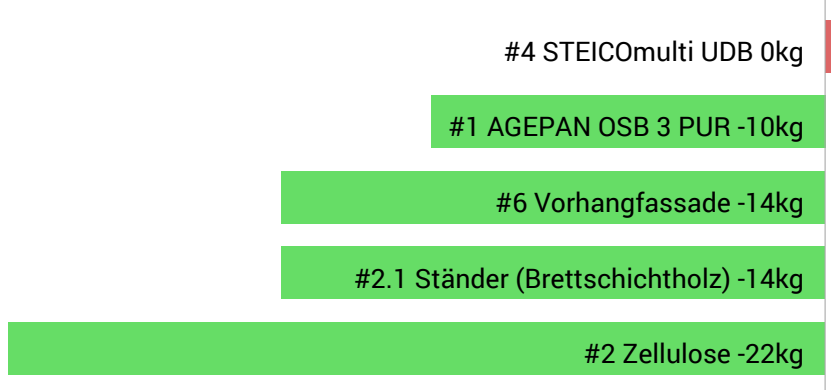 #4 STEICOmulti UDB 0kg
#1 AGEPAN OSB 3 PUR -10kg
#6 Vorhangfassade -14kg
#2.1 Ständer (Brettschichtholz) -14kg
#2 Zellulose -22kg